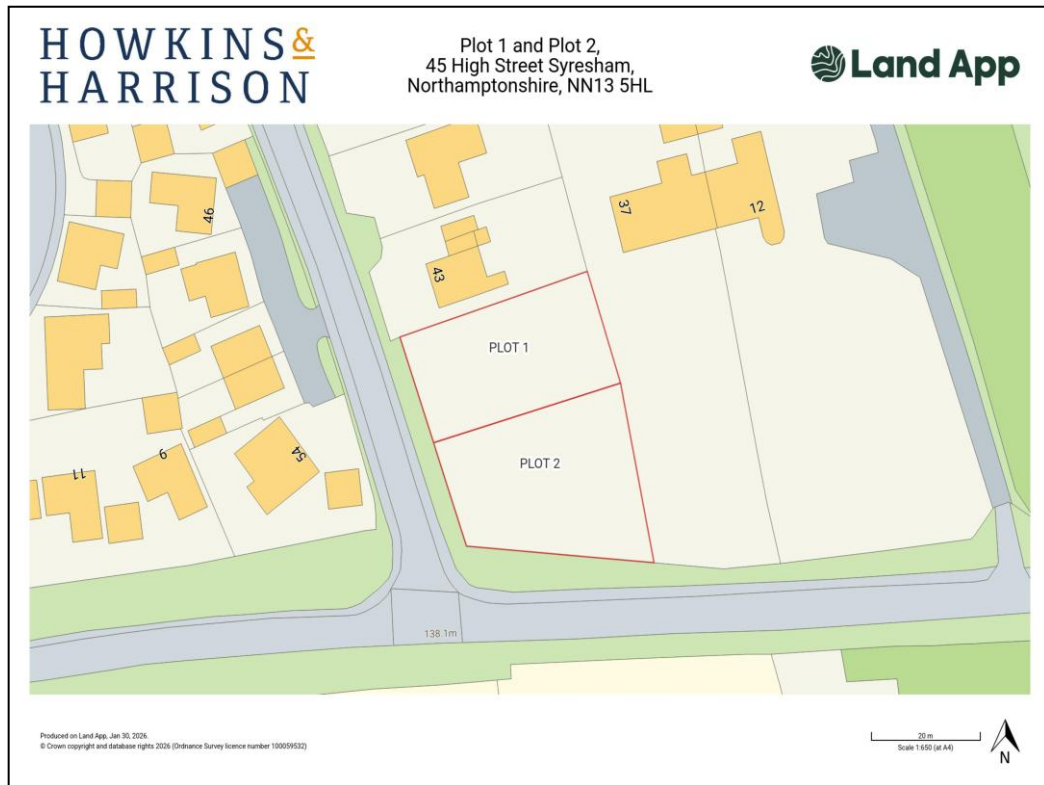 HOWKINS &
HARRISON
Plot 1 and Plot 2,
45 High Street Syresham,
Northamptonshire, NN13 5HL
Land App
46
37
12
43
PLOT 1
PLOT 2
54
9
11
138.1m
Produced on Land App, Jan 30, 2026.
© Crown copyright and database rights 2026 (Ordnance Survey licence number 100059532)
20 m
Scale 1:650 (at A4)
N